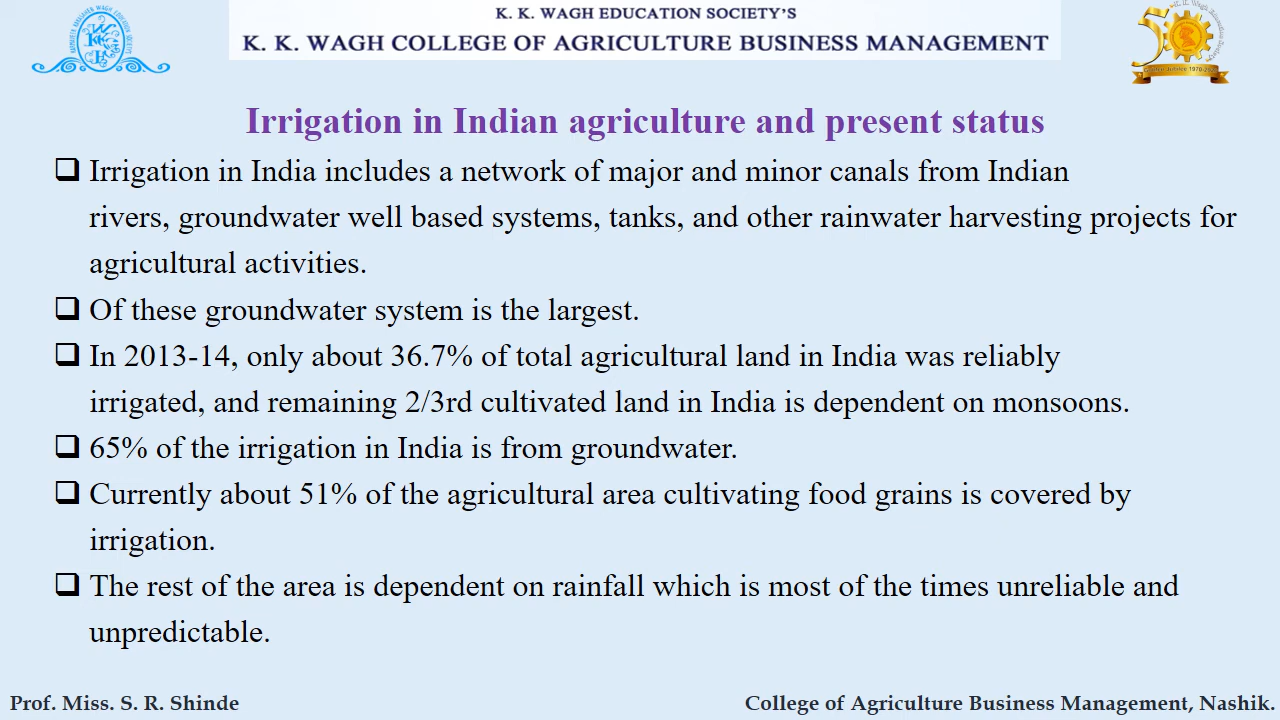 K. K. WAGH EDUCATION SOCIETY'S
K. K. WAGH COLLEGE OF AGRICULTURE BUSINESS MANAGEMENT
Irrigation in Indian agriculture and present status
❑ Irrigation in India includes a network of major and minor canals from Indian
rivers, groundwater well based systems, tanks, and other rainwater harvesting projects for
agricultural activities.
❑ Of these groundwater system is the largest.
❑ In 2013-14, only about 36.7% of total agricultural land in India was reliably
irrigated, and remaining 2/3rd cultivated land in India is dependent on monsoons.
❑ 65% of the irrigation in India is from groundwater.
❑ Currently about 51% of the agricultural area cultivating food grains is covered by
irrigation.
❑ The rest of the area is dependent on rainfall which is most of the times unreliable and
unpredictable.
Prof. Miss. S. R. Shinde
College of Agriculture Business Management, Nashik.